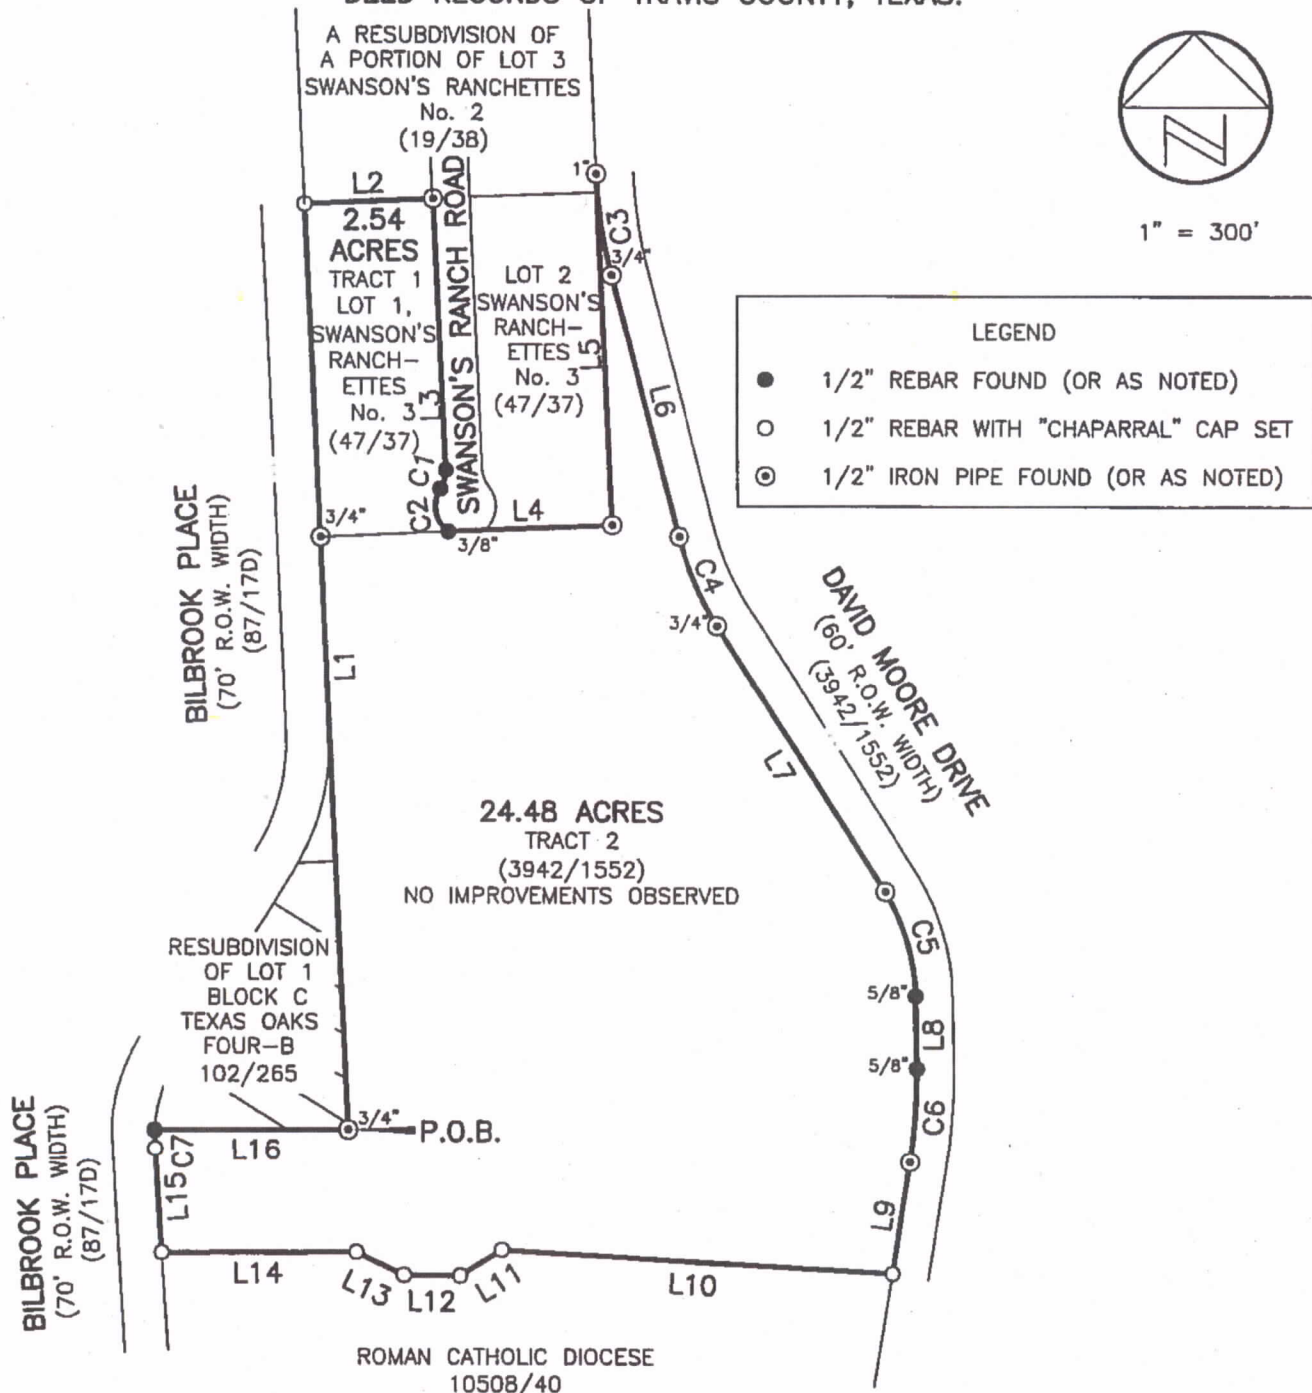 DEED RECORDS OF TRAVIS COUNTY, TEXAS.
A RESUBDIVISION OF
A PORTION OF LOT 3
SWANSON'S RANCHETTES
No. 2
(19/38)
N
1" = 300'
LEGEND
1/2" REBAR FOUND (OR AS NOTED)
1/2" REBAR WITH "CHAPARRAL" CAP SET
1/2" IRON PIPE FOUND (OR AS NOTED)
L2
1"
C3
3/4"
2.54
ACRES
TRACT 1
LOT 1,
SWANSON'S
RANCH-
ETTES
No. 3
(47/37)
L3
SWANSON'S RANCH ROAD
LOT 2
SWANSON'S
RANCH-
ETTES
No. 3
(47/37)
L5
L6
C1
C2
3/4"
3/8"
L4
BILBROOK PLACE
(70' R.O.W. WIDTH)
(87/17D)
L1
C4
3/4"
DAVID MOORE DRIVE
(60' R.O.W. WIDTH)
(3942/1552)
L7
24.48 ACRES
TRACT 2
(3942/1552)
NO IMPROVEMENTS OBSERVED
C5
5/8"
L8
5/8"
C6
RESUBDIVISION
OF LOT 1
BLOCK C
TEXAS OAKS
FOUR-B
102/265
3/4"
P.O.B.
L16
C7
L15
BILBROOK PLACE
(70' R.O.W. WIDTH)
(87/17D)
L9
L14
L13
L12
L11
L10
ROMAN CATHOLIC DIOCESE
10508/40